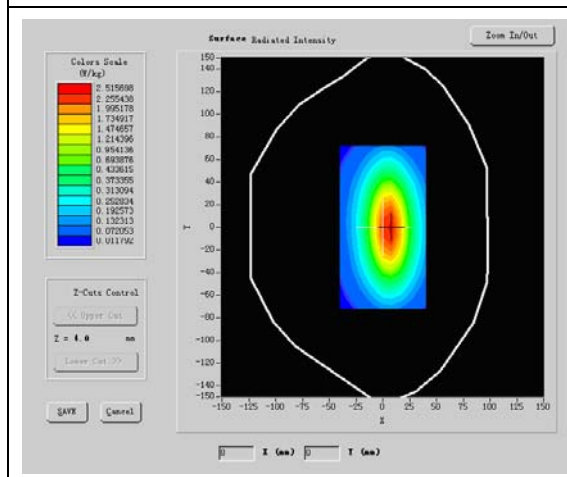 Surface Radiated Intensity
Zoom In/Out
Colors Scale
(W/kg)
2.515698
2.255438
1.995178
1.734917
1.474657
1.214396
0.954136
0.693876
0.433615
0.373355
0.313094
0.252834
0.192573
0.132313
0.072053
0.011792
Z-Cuts Control
<< Upper Cut
Z = 4.0 mm
Lower Cut >>
SAVE
Cancel
150
140
120
100
80
60
40
20
0
-20
-40
-60
-80
-100
-120
-140
-150
Y
-150 -125 -100 -75 -50 -25 0 25 50 75 100 125 150
X
0 X (mm) 0 Y (mm)